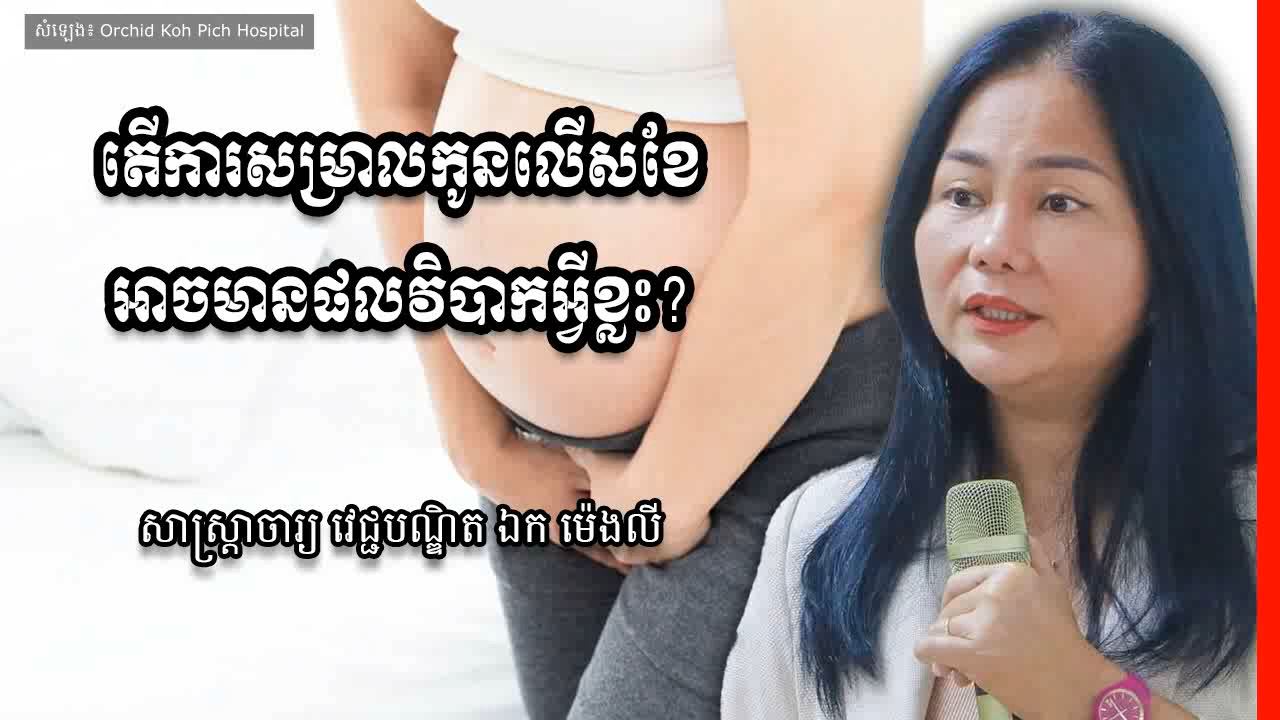 សំឡេង៖ Orchid Koh Pich Hospital
តើការសម្រាលកូនលើសខែ
អាចមានផលវិបាកអ្វីខ្លះ?
សាស្ត្រាចារ្យ វេជ្ជបណ្ឌិត ឯក ម៉េងលី